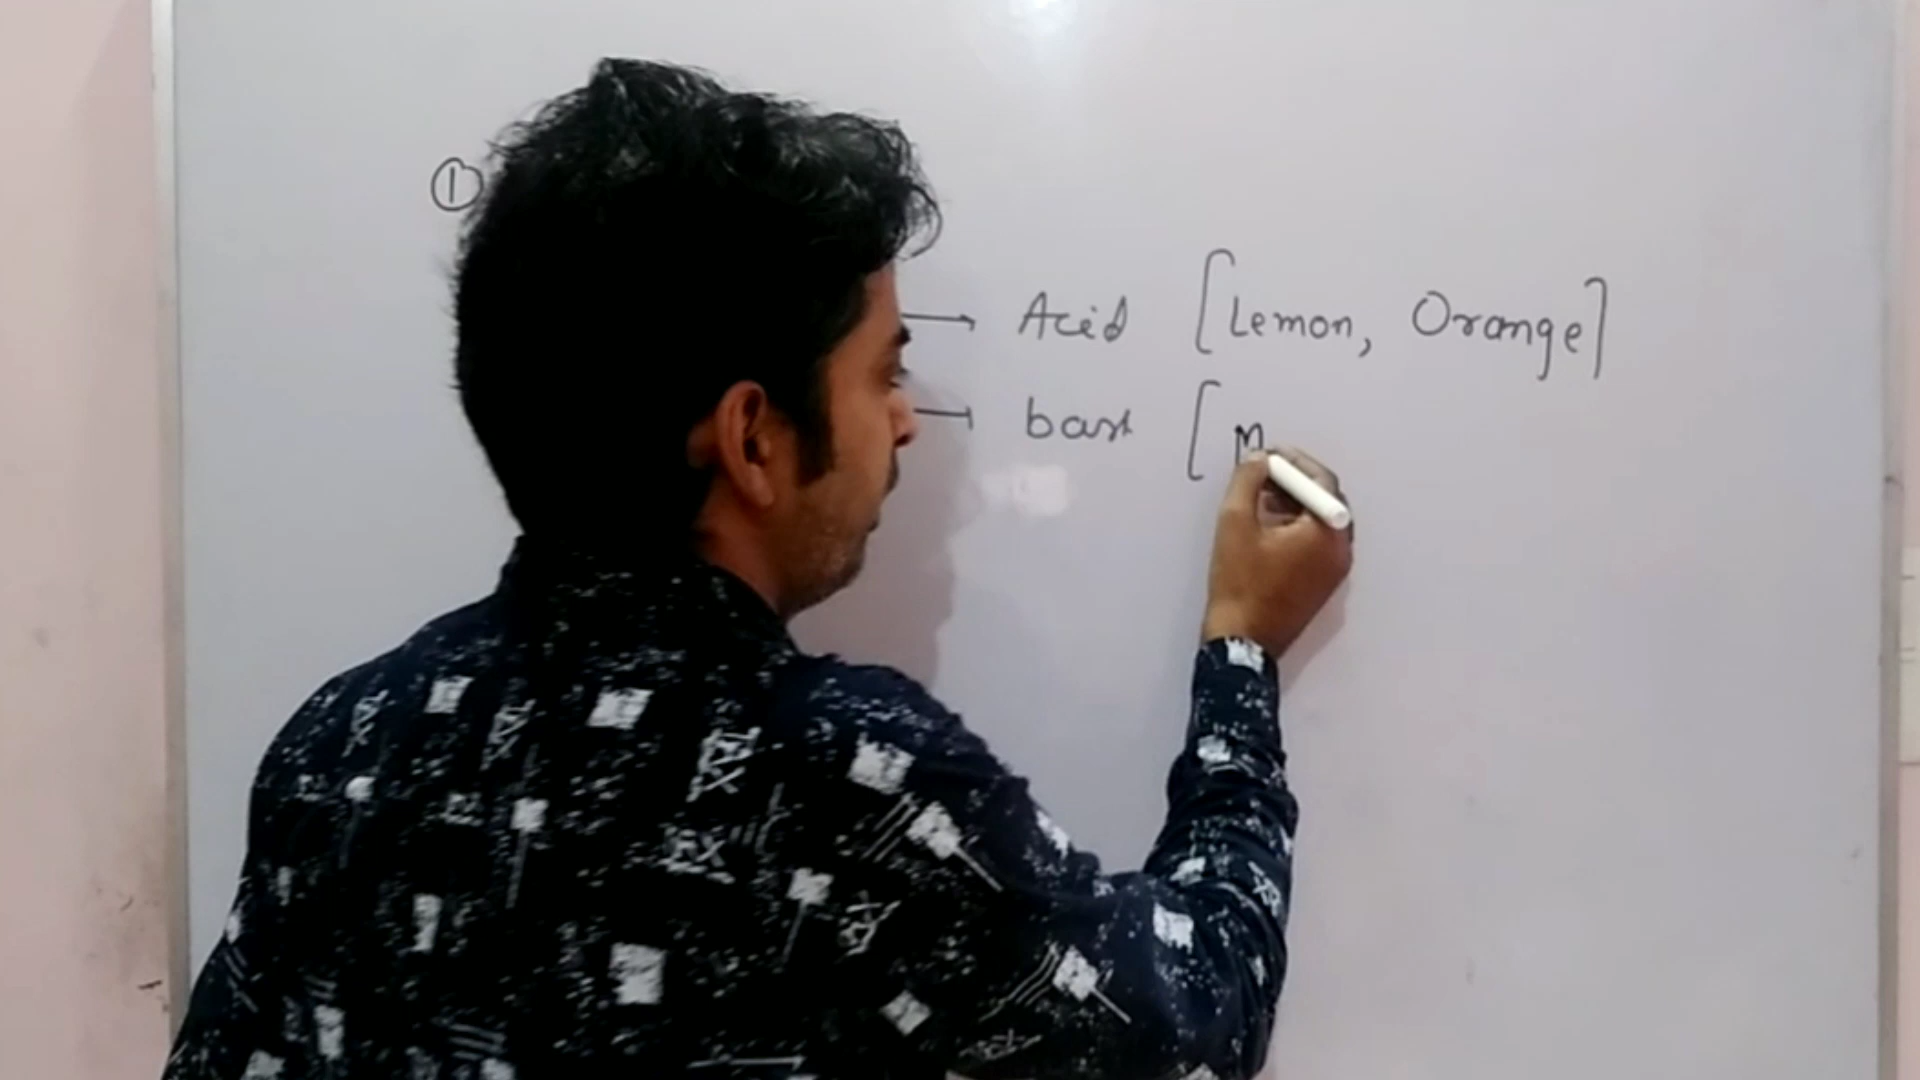 ①
→ Acid [Lemon, Orange]
→ base [ M